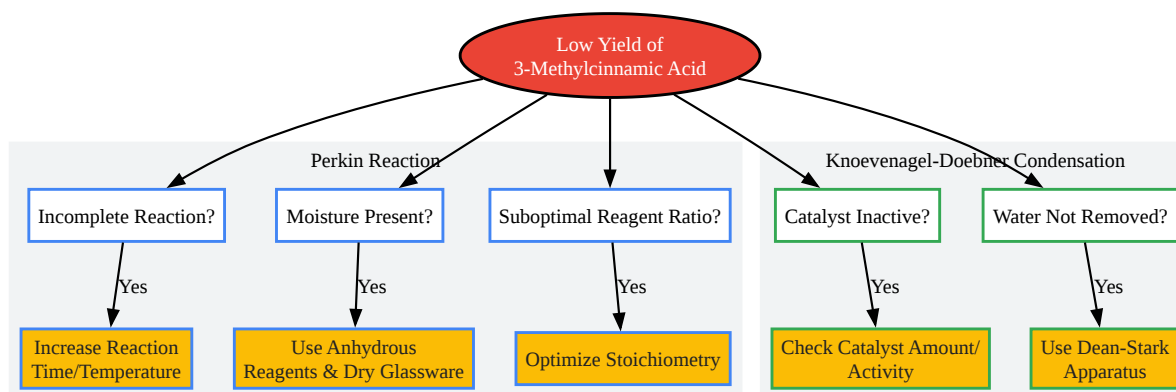 Low Yield of
3-Methylcinnamic Acid
Perkin Reaction
Knoevenagel-Doebner Condensation
Incomplete Reaction?
Moisture Present?
Suboptimal Reagent Ratio?
Catalyst Inactive?
Water Not Removed?
Yes
Yes
Yes
Yes
Yes
Increase Reaction
Time/Temperature
Use Anhydrous
Reagents & Dry Glassware
Optimize Stoichiometry
Check Catalyst Amount/
Activity
Use Dean-Stark
Apparatus